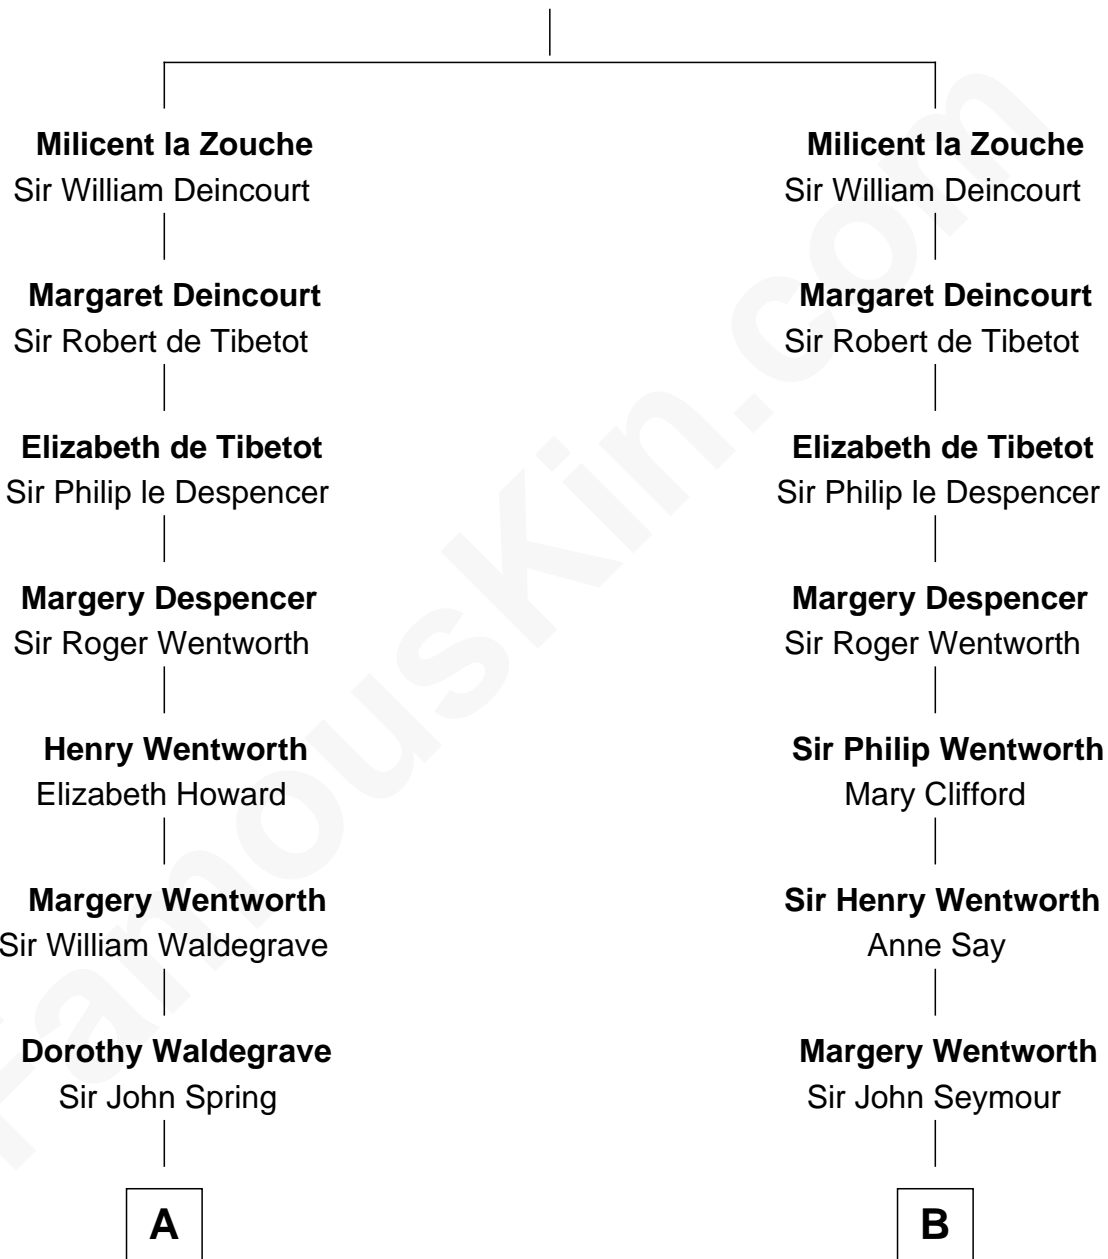 Milicent la Zouche
Sir William Deincourt
Margaret Deincourt
Sir Robert de Tibetot
Elizabeth de Tibetot
Sir Philip le Despencer
Margery Despencer
Sir Roger Wentworth
Henry Wentworth
Elizabeth Howard
Margery Wentworth
Sir William Waldegrave
Dorothy Waldegrave
Sir John Spring
A
Milicent la Zouche
Sir William Deincourt
Margaret Deincourt
Sir Robert de Tibetot
Elizabeth de Tibetot
Sir Philip le Despencer
Margery Despencer
Sir Roger Wentworth
Sir Philip Wentworth
Mary Clifford
Sir Henry Wentworth
Anne Say
Margery Wentworth
Sir John Seymour
B
FamousKin.com